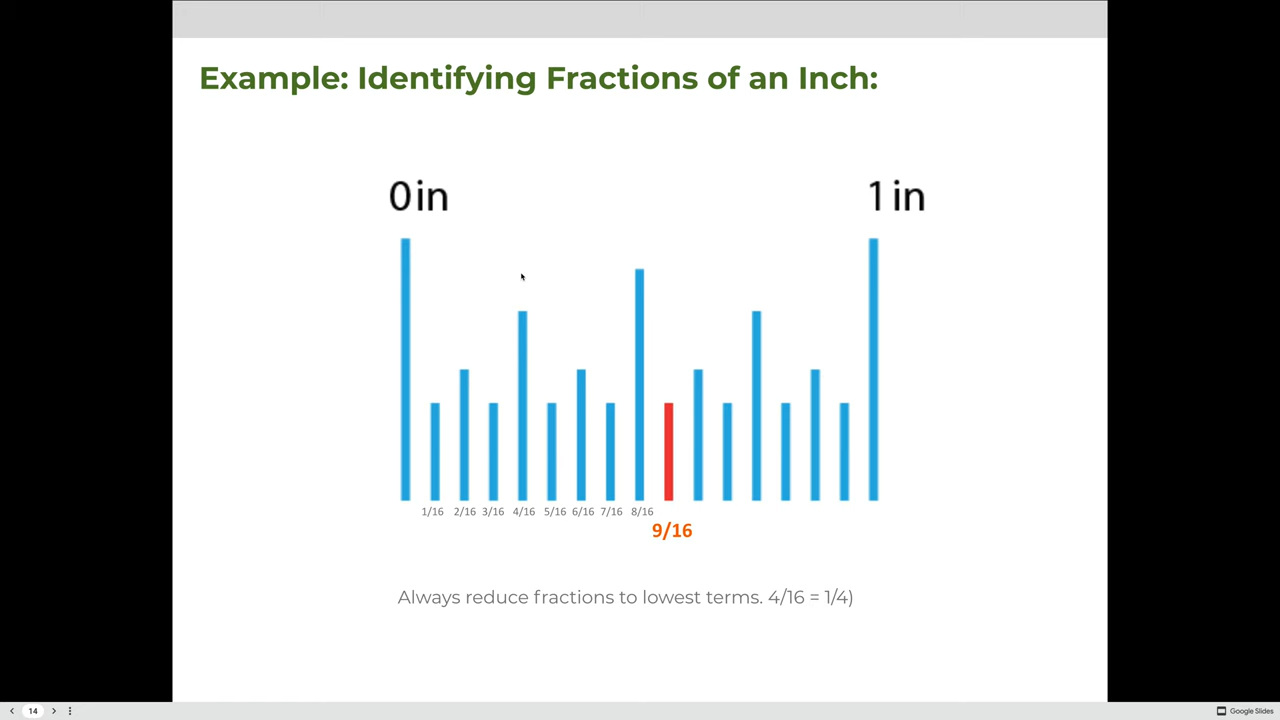 Example: Identifying Fractions of an Inch:
0 in 1 in
1/16 2/16 3/16 4/16 5/16 6/16 7/16 8/16
9/16
Always reduce fractions to lowest terms. 4/16 = 1/4)
14
Google Slides